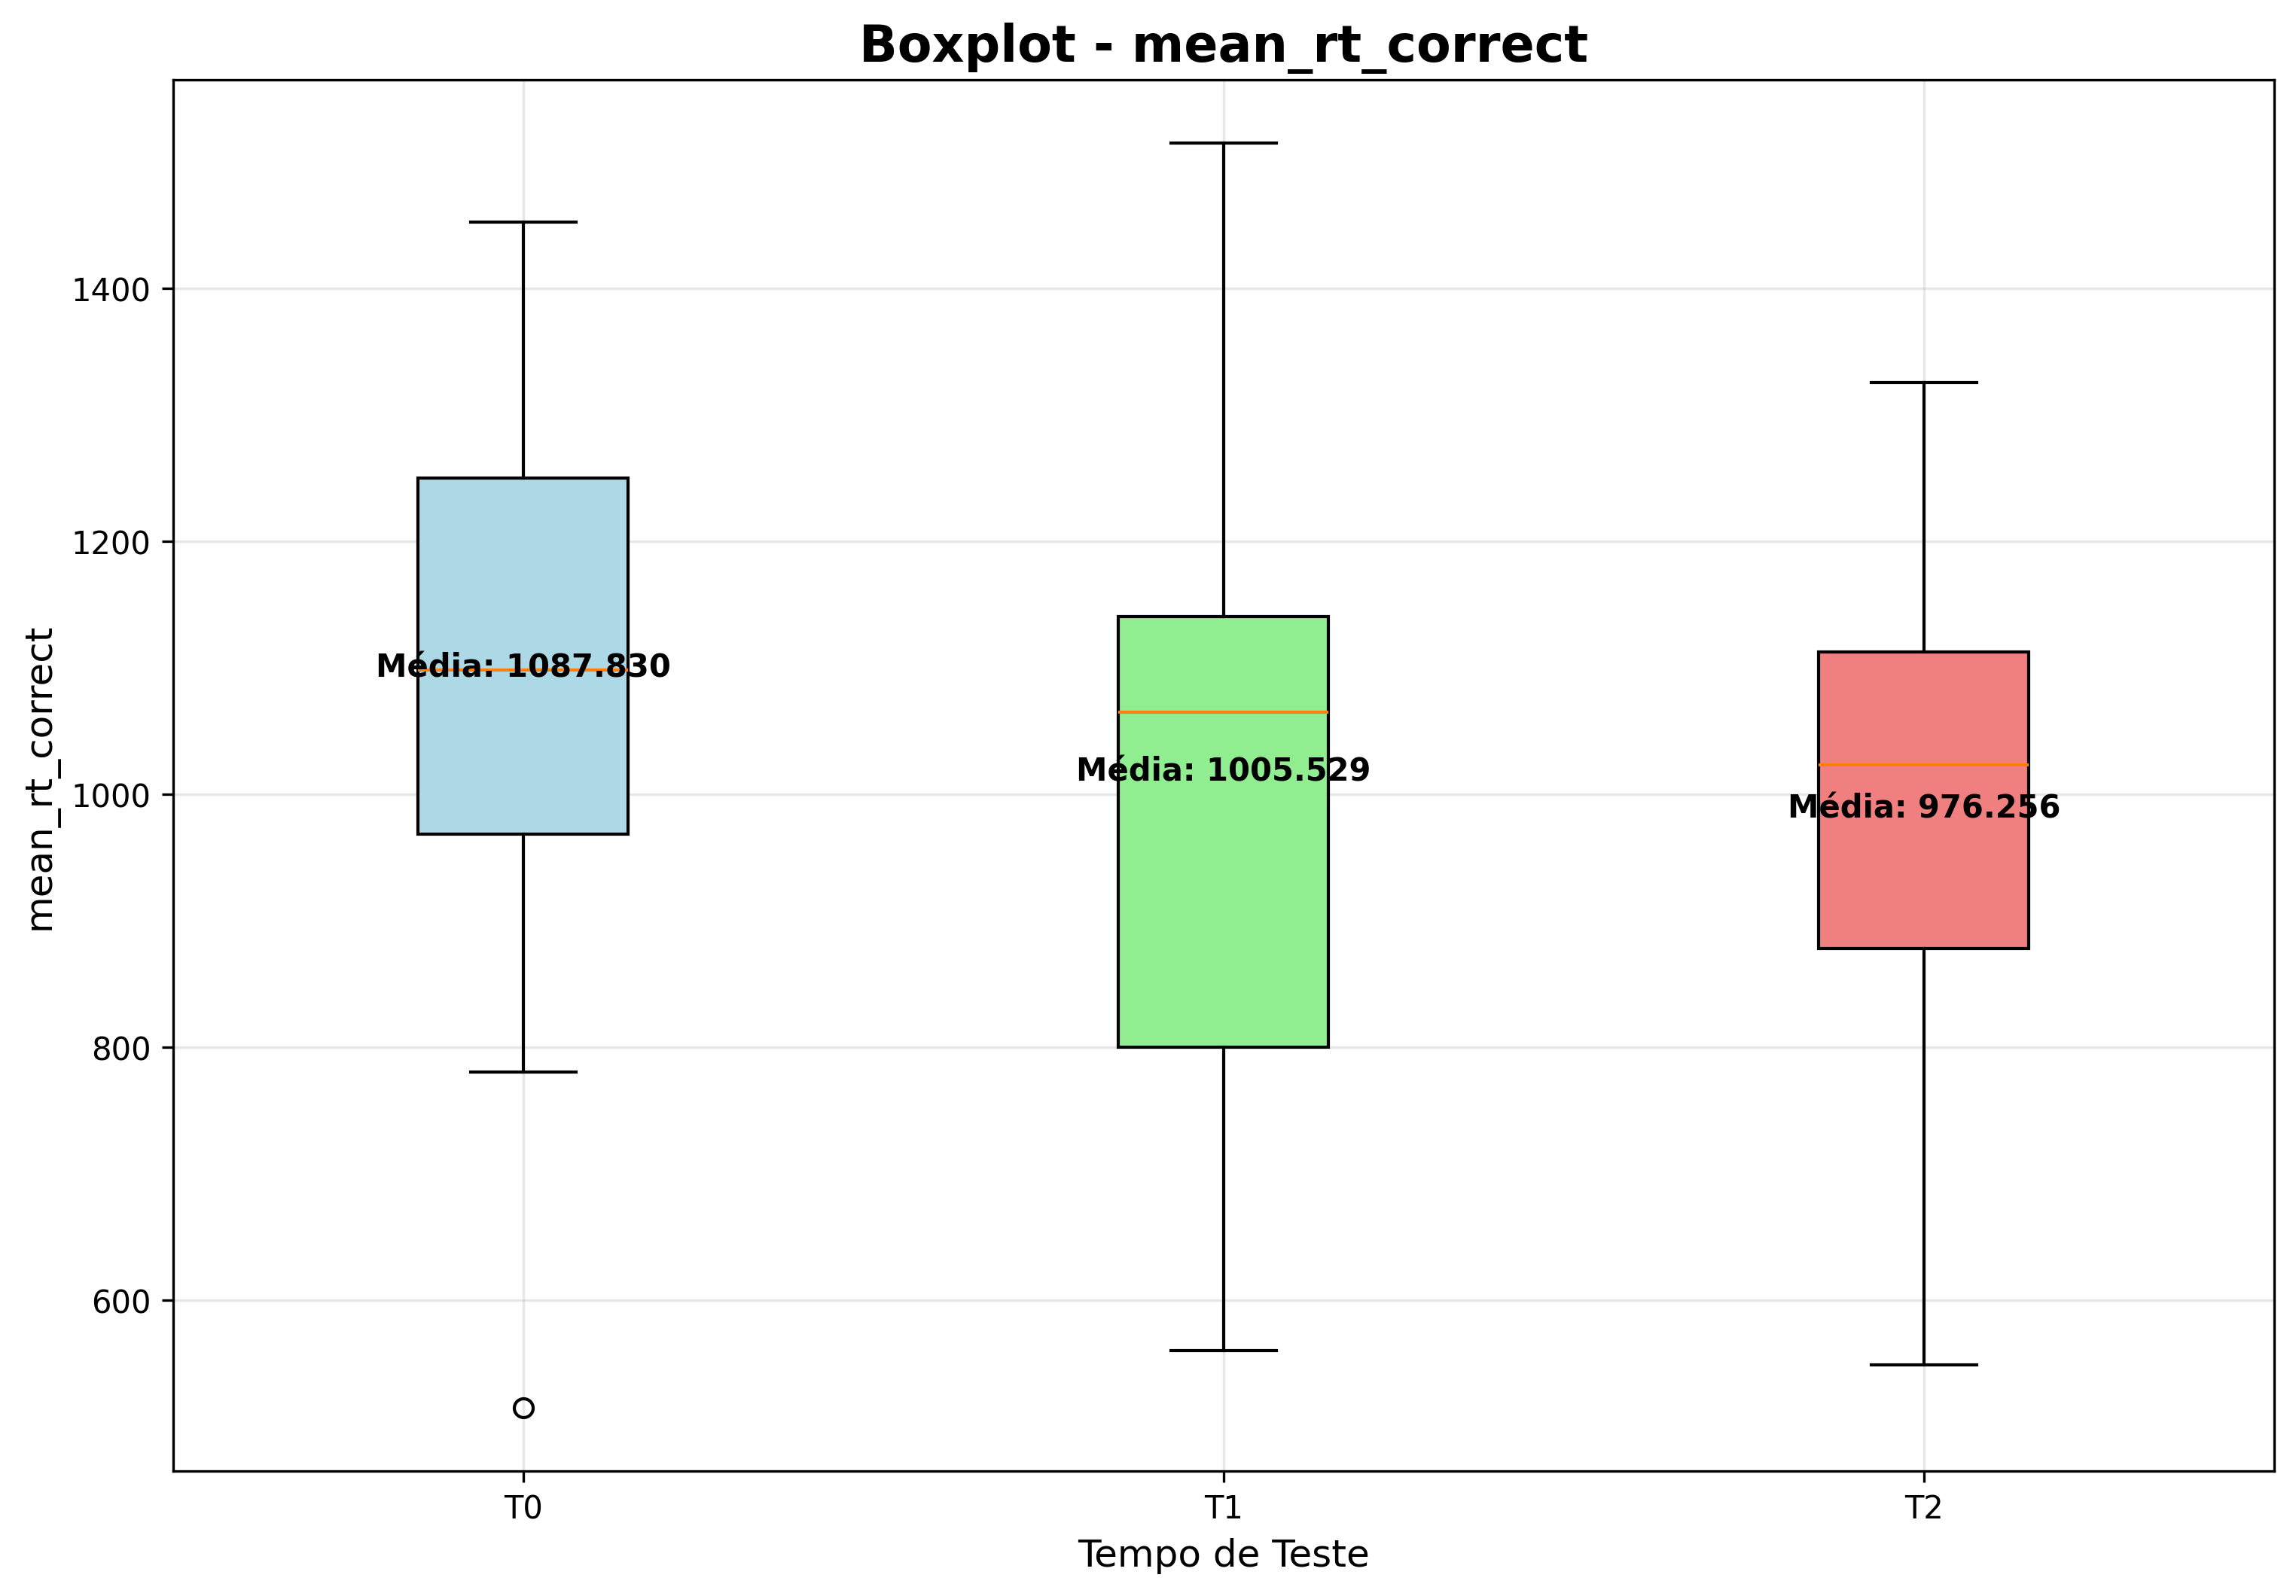 Boxplot - mean_rt_correct
mean_rt_correct
1400
1200
1000
800
600
Média: 1087.830
Média: 1005.529
Média: 976.256
T0
T1
T2
Tempo de Teste